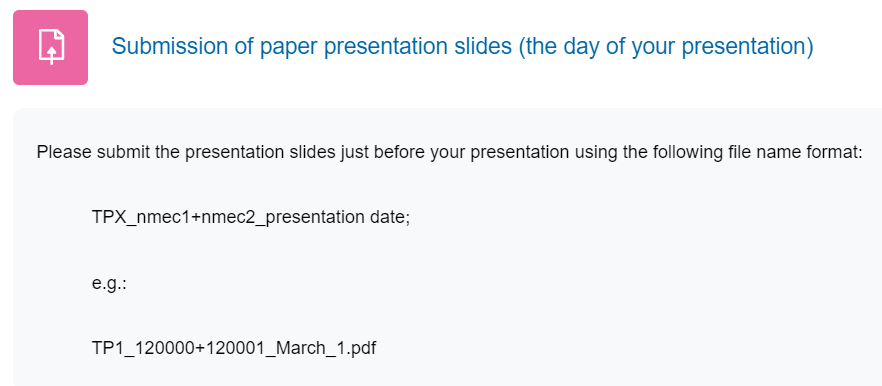 Submission of paper presentation slides (the day of your presentation)
Please submit the presentation slides just before your presentation using the following file name format:
TPX_nmec1+nmec2_presentation date;
e.g.:
TP1_120000+120001_March_1.pdf